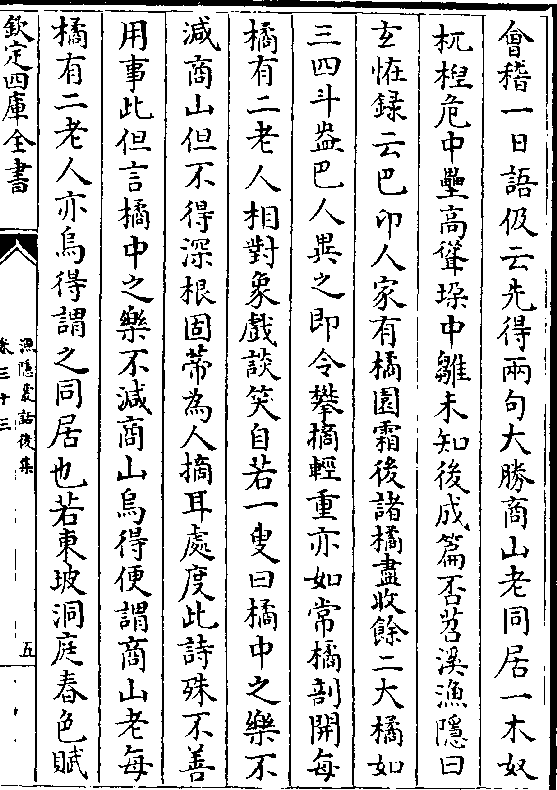 㑹稽一日語伋云先得兩句大勝商山老同居一木奴
杌棿危中壘高聳垜中雛未知後成篇否苕溪漁隱曰
𤣥怪録云巴卭人家有橘園霜後諸橘盡收餘二大橘如
三四斗盎巴人異之即令攀摘輕重亦如常橘剖開每
橘有二老人相對象戲談笑自若一叟曰橘中之樂不
減商山但不得深根固蔕為人摘耳處度此詩殊不善
用事此但言橘中之樂不減商山烏得便謂商山老每
橘有二老人亦烏得謂之同居也若東坡洞庭春色賦
欽定四庫全書
漁隱叢話後集
卷三十三
五